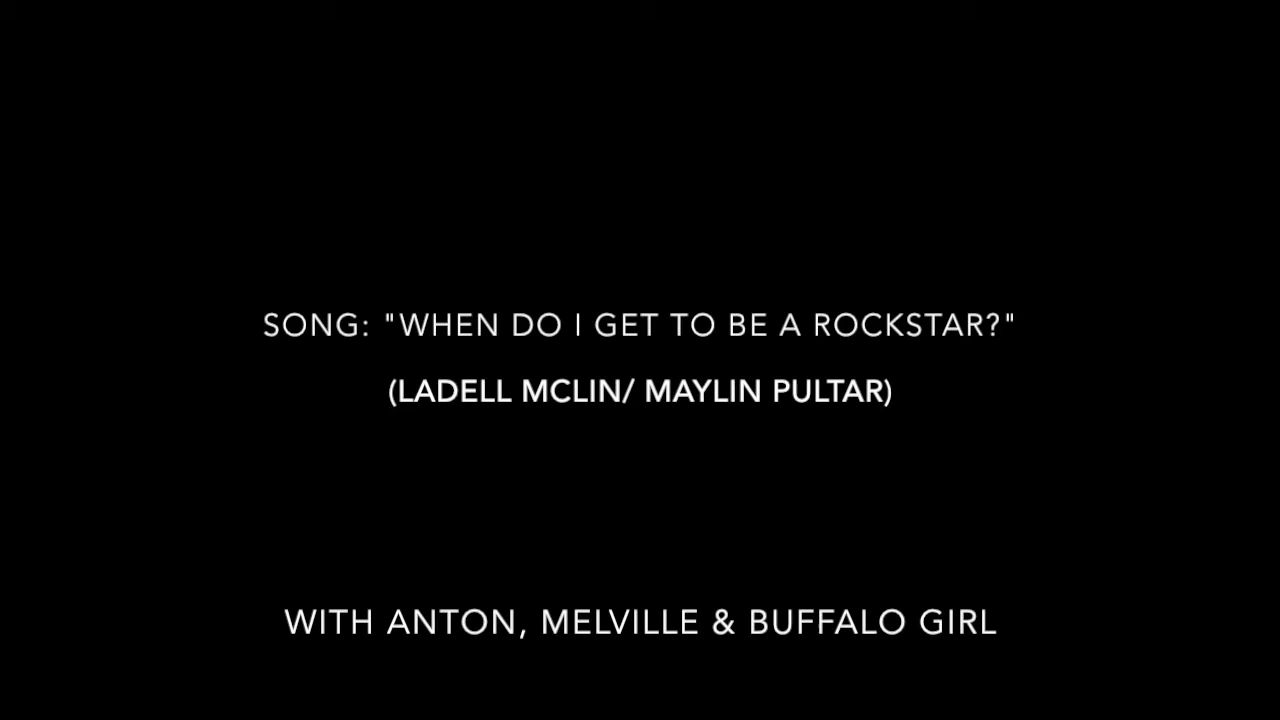 SONG: "WHEN DO I GET TO BE A ROCKSTAR?"
(LADELL MCLIN/ MAYLIN PULTAR)
WITH ANTON, MELVILLE & BUFFALO GIRL